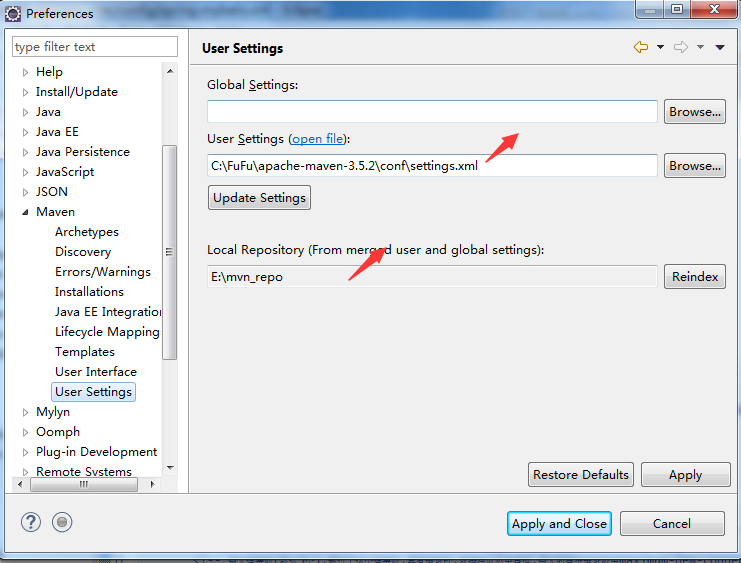 Preferences
type filter text
Help
Install/Update
Java
Java EE
Java Persistence
JavaScript
JSON
Maven
Archetypes
Discovery
Errors/Warnings
Installations
Java EE Integration
Lifecycle Mapping
Templates
User Interface
User Settings
Mylyn
Oomph
Plug-in Development
Remote Systems
User Settings
Global Settings:
Browse...
User Settings (open file):
C:\FuFu\apache-maven-3.5.2\conf\settings.xml
Browse...
Update Settings
Local Repository (From merged user and global settings):
E:\mvn_repo
Reindex
Restore Defaults
Apply
Apply and Close
Cancel